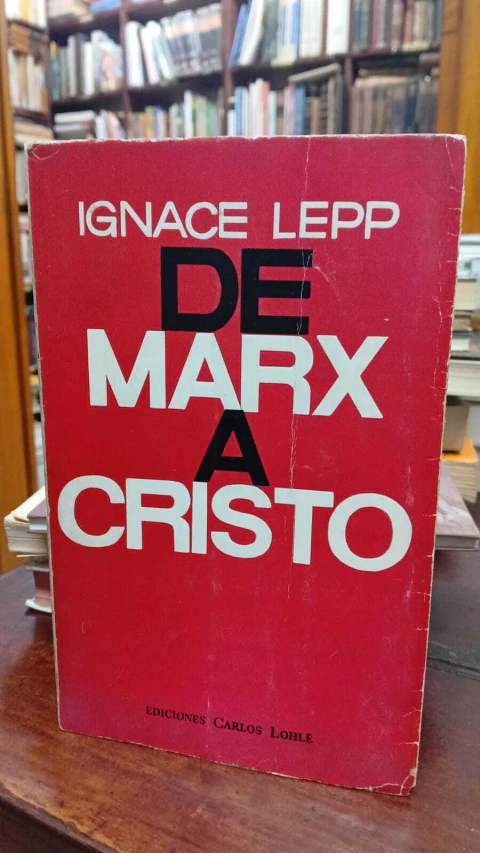 IGNACE LEPP
DE
MARX
A
CRISTO
EDICIONES CARLOS LOHLÉ